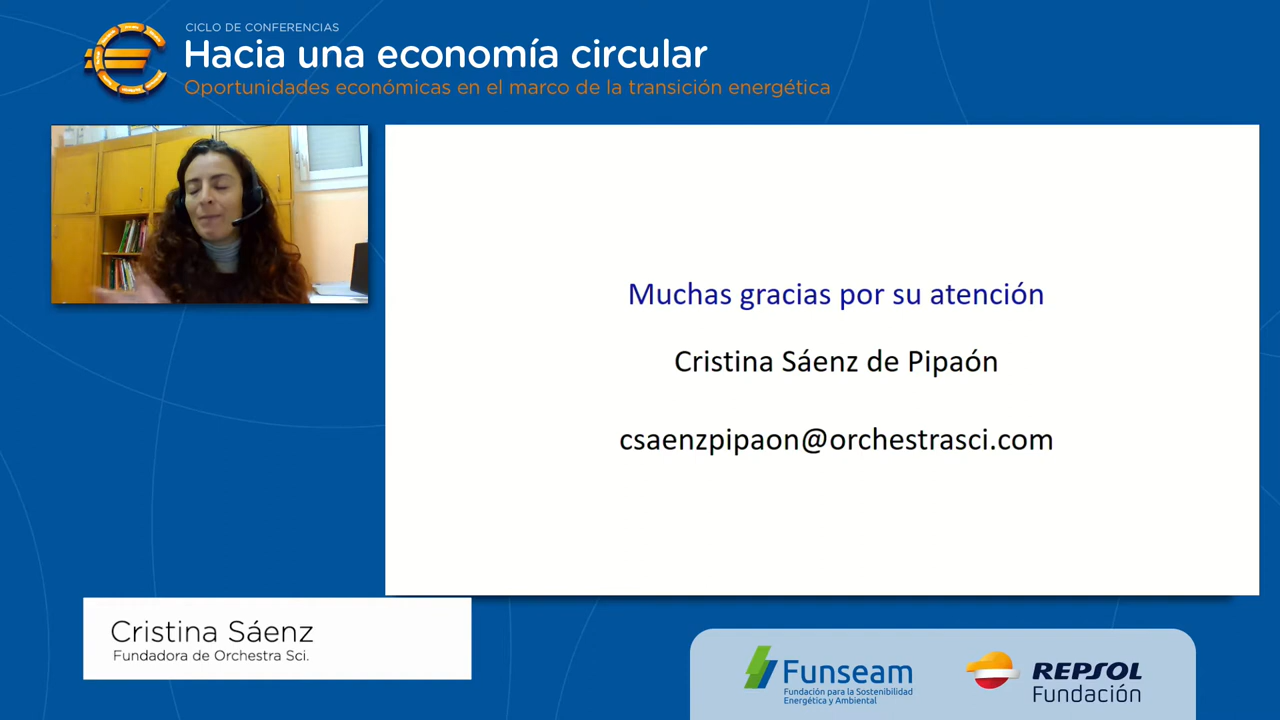 CICLO DE CONFERENCIAS
Hacia una economía circular
Oportunidades económicas en el marco de la transición energética
Muchas gracias por su atención
Cristina Sáenz de Pipaón
csaenzpipaon@orchestrasci.com
Cristina Sáenz
Fundadora de Orchestra Sci.
Funseam
Fundación para la Sostenibilidad
Energética y Ambiental
REPSOL
Fundación